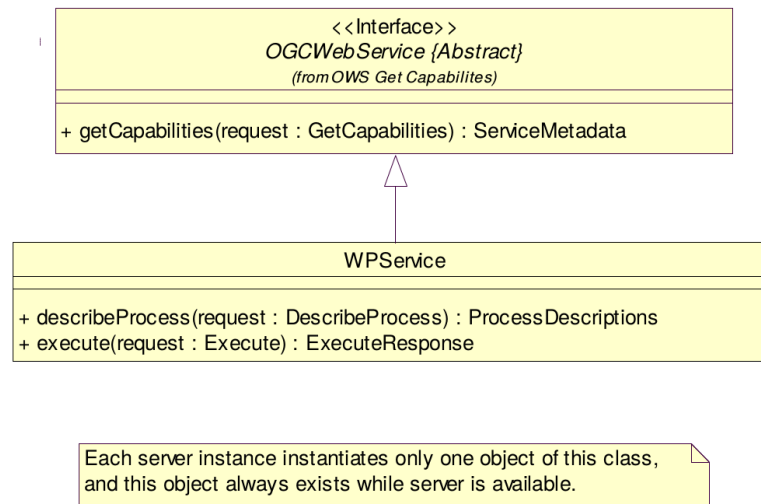 <<Interface>>
OGCWebService {Abstract}
(from OWS Get Capabilites)
+ getCapabilities(request : GetCapabilities) : ServiceMetadata
WPService
+ describeProcess(request : DescribeProcess) : ProcessDescriptions
+ execute(request : Execute) : ExecuteResponse
Each server instance instantiates only one object of this class,
and this object always exists while server is available.